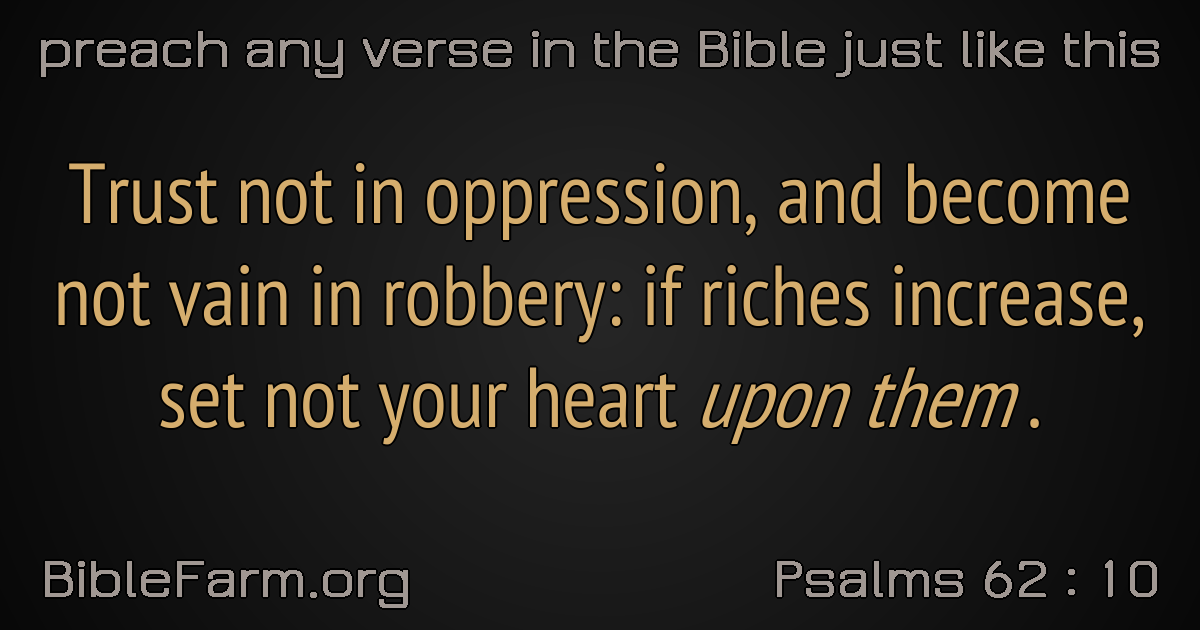 preach any verse in the Bible just like this
Trust not in oppression, and become
not vain in robbery: if riches increase,
set not your heart upon them .
BibleFarm.org
Psalms 62 : 10